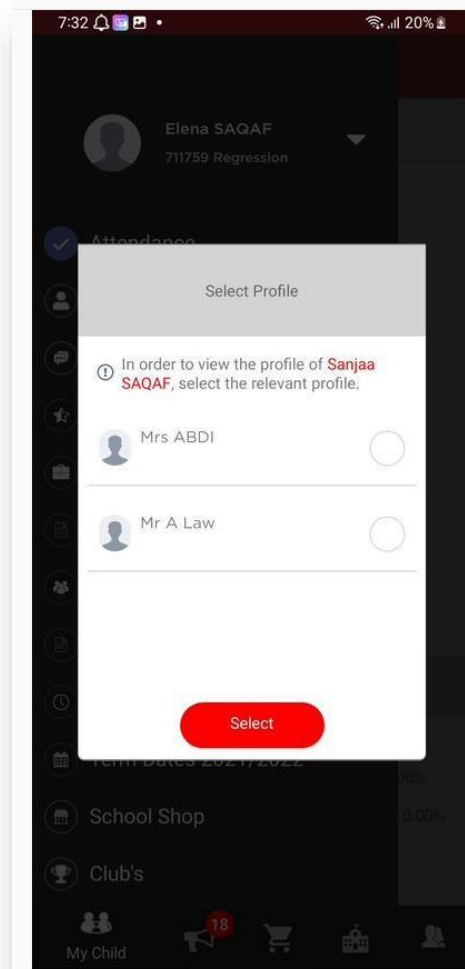 7:32
20%
Elena SAQAF
711759 Regression
Attendance
Select Profile
In order to view the profile of Sanjaa
SAQAF, select the relevant profile.
Mrs ABDI
Mr A Law
Select
Term Dates 2021/2022
School Shop
0.00%
Club's
18
My Child